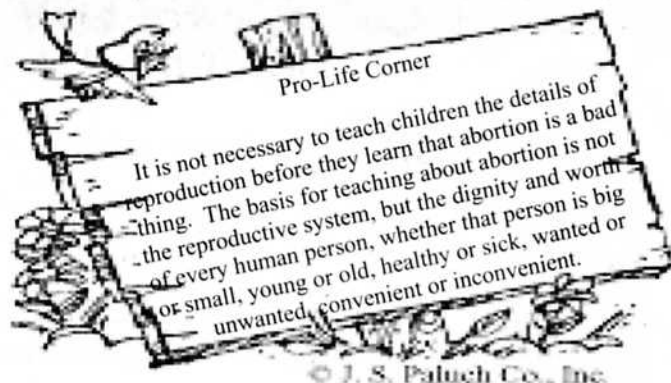 Pro-Life Corner
It is not necessary to teach children the details of
reproduction before they learn that abortion is a bad
thing.  The basis for teaching about abortion is not
the reproductive system, but the dignity and worth
of every human person, whether that person is big
or small, young or old, healthy or sick, wanted or
unwanted, convenient or inconvenient.
© J. S. Paluch Co., Inc.